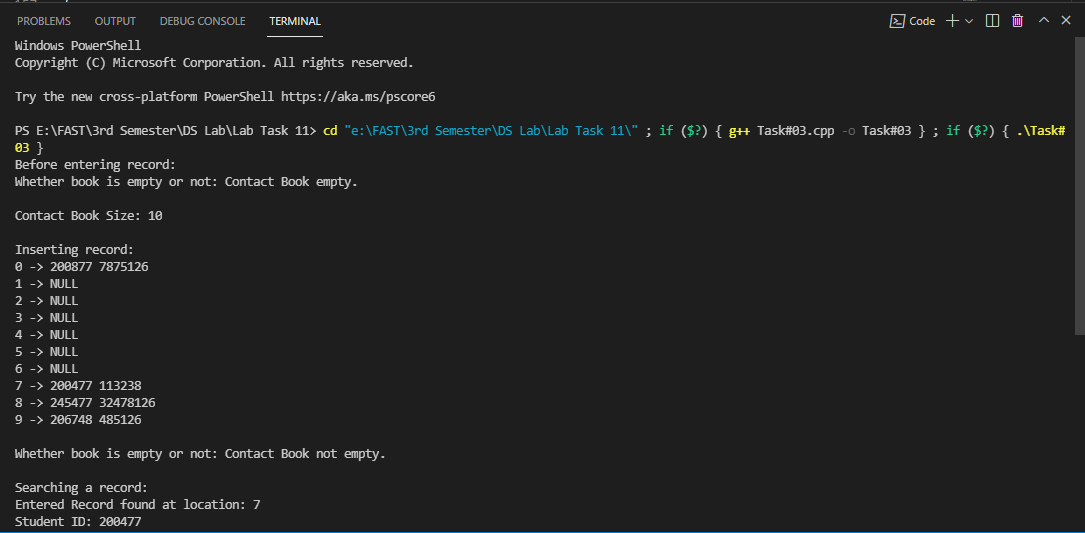 PROBLEMS OUTPUT DEBUG CONSOLE TERMINAL Code
Windows PowerShell
Copyright (C) Microsoft Corporation. All rights reserved.
Try the new cross-platform PowerShell https://aka.ms/pscore6
PS E:\FAST\3rd Semester\DS Lab\Lab Task 11> cd "e:\FAST\3rd Semester\DS Lab\Lab Task 11\" ; if ($?) { g++ Task#03.cpp -o Task#03 } ; if ($?) { .\Task#
03 }
Before entering record:
Whether book is empty or not: Contact Book empty.
Contact Book Size: 10
Inserting record:
0 -> 200877 7875126
1 -> NULL
2 -> NULL
3 -> NULL
4 -> NULL
5 -> NULL
6 -> NULL
7 -> 200477 113238
8 -> 245477 32478126
9 -> 206748 485126
Whether book is empty or not: Contact Book not empty.
Searching a record:
Entered Record found at location: 7
Student ID: 200477